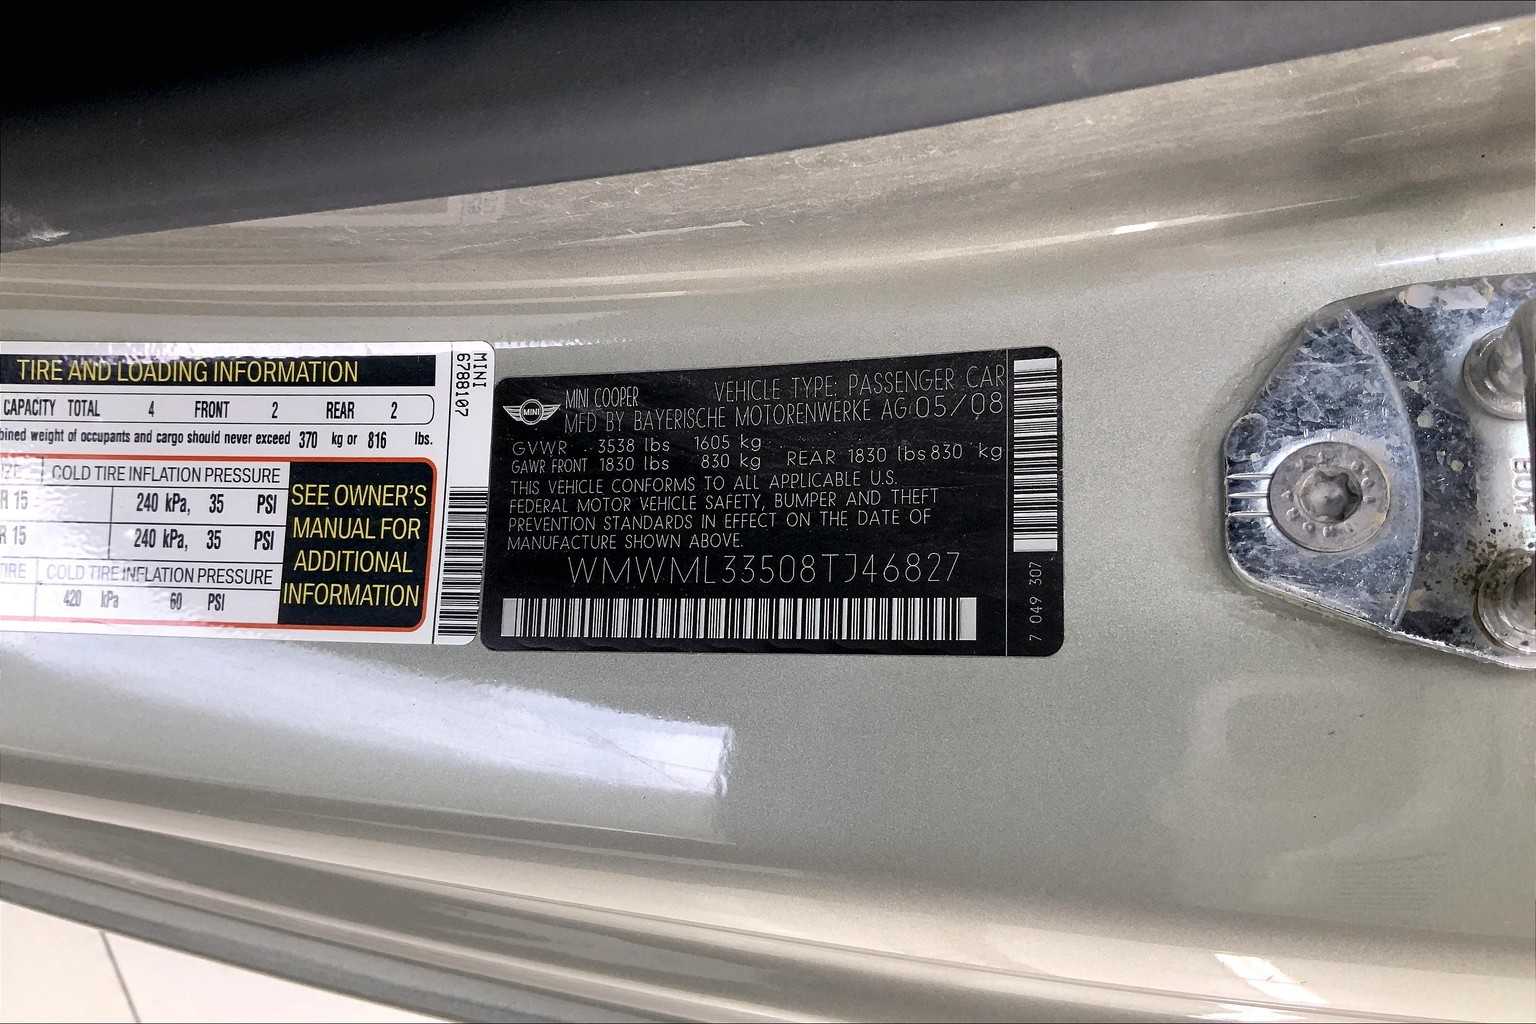 TIRE AND LOADING INFORMATION
CAPACITY TOTAL 4 FRONT 2 REAR 2
weight of occupants and cargo should never exceed 370 kg or 816 lbs.
COLD TIRE INFLATION PRESSURE
R 15 240 kPa, 35 PSI
R 15 240 kPa, 35 PSI
COLD TIRE INFLATION PRESSURE
420 kPa 60 PSI
SEE OWNER'S
MANUAL FOR
ADDITIONAL
INFORMATION
MINI
6788107
MINI
MINI COOPER VEHICLE TYPE: PASSENGER CAR
MFD BY BAYERISCHE MOTORENWERKE AG 05/08
GVWR 3538 lbs 1605 kg
GAWR FRONT 1830 lbs 830 kg REAR 1830 lbs 830 kg
THIS VEHICLE CONFORMS TO ALL APPLICABLE U.S.
FEDERAL MOTOR VEHICLE SAFETY, BUMPER AND THEFT
PREVENTION STANDARDS IN EFFECT ON THE DATE OF
MANUFACTURE SHOWN ABOVE.
WMWML33508TJ46827
7 049 307